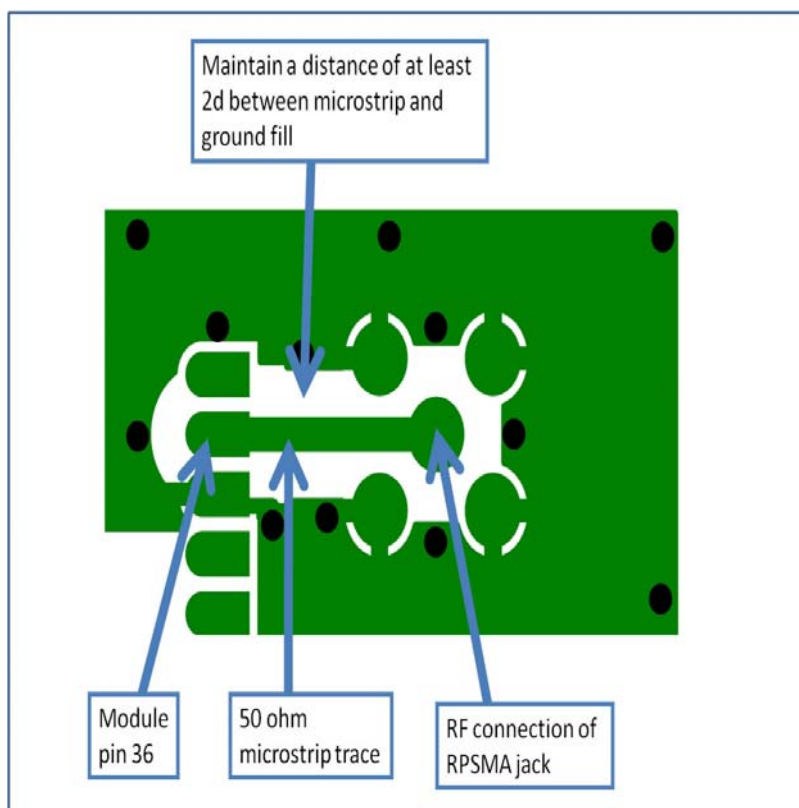 Maintain a distance of at least
2d between microstrip and
ground fill
Module
pin 36
50 ohm
microstrip trace
RF connection of
RPSMA jack